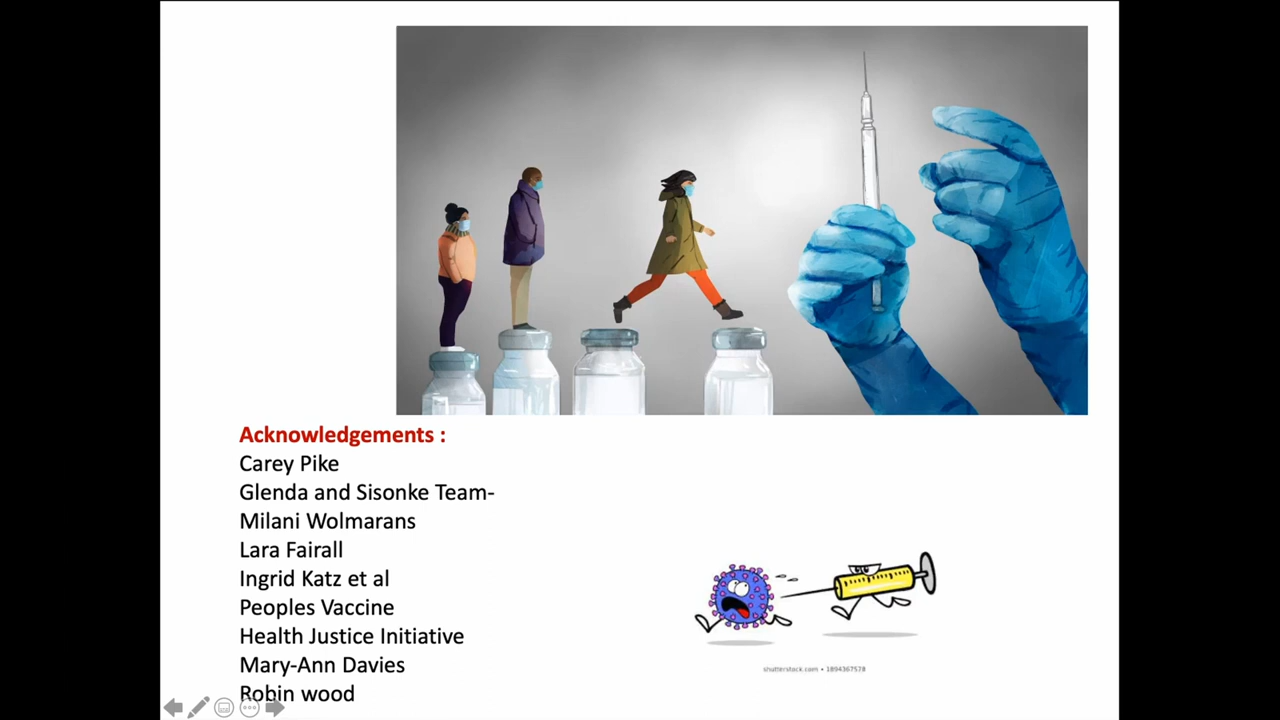 Acknowledgements :
Carey Pike
Glenda and Sisonke Team-
Milani Wolmarans
Lara Fairall
Ingrid Katz et al
Peoples Vaccine
Health Justice Initiative
Mary-Ann Davies
Robin wood
shutterstock.com • 1894367578